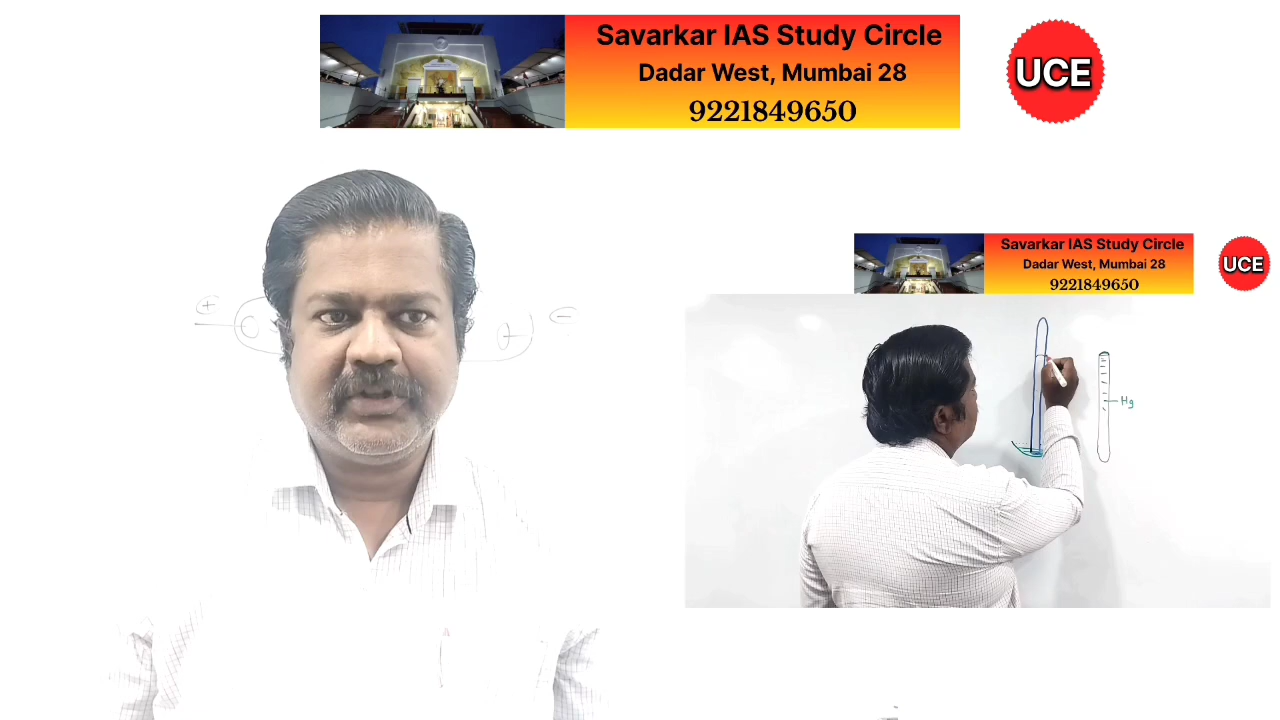 Savarkar IAS Study Circle
Dadar West, Mumbai 28
9221849650
UCE
Savarkar IAS Study Circle
Dadar West, Mumbai 28
9221849650
UCE
Hg